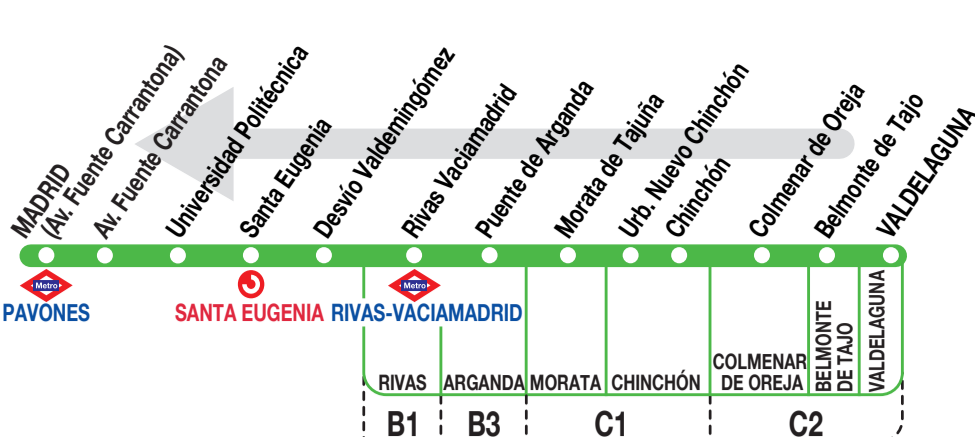 MADRID
(Av. Fuente Carrantona)
Av. Fuente Carrantona
Universidad Politécnica
Santa Eugenia
Desvío Valdemingómez
Rivas Vaciamadrid
Puente de Arganda
Morata de Tajuña
Urb. Nuevo Chinchón
Chinchón
Colmenar de Oreja
Belmonte de Tajo
VALDELAGUNA
Metro
Metro
PAVONES
SANTA EUGENIA
RIVAS-VACIAMADRID
RIVAS
ARGANDA
MORATA
CHINCHÓN
COLMENAR
DE OREJA
BELMONTE
DE TAJO
VALDELAGUNA
B1
B3
C1
C2